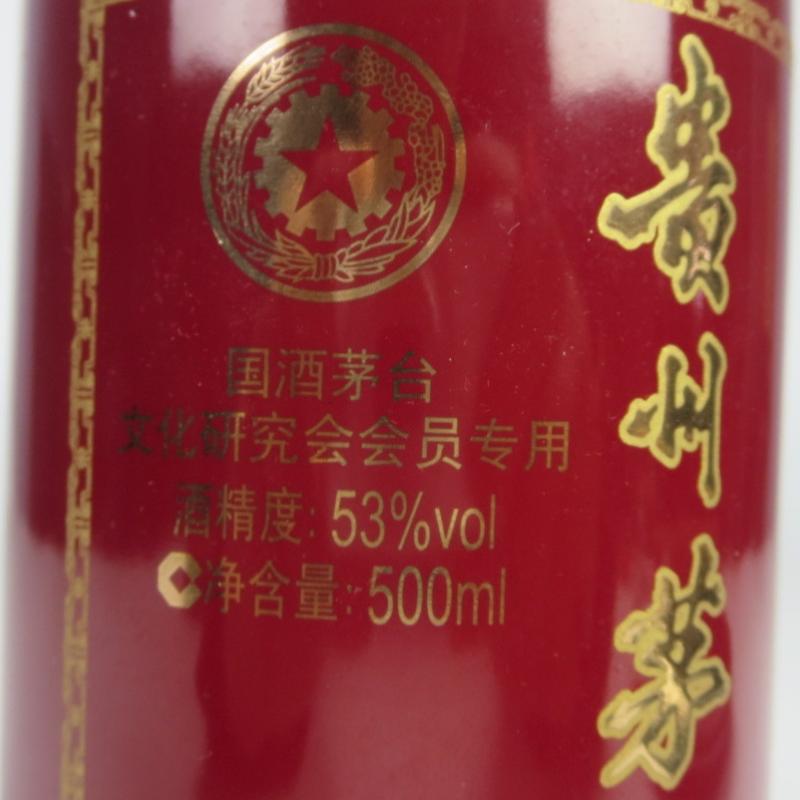 国酒茅台
文化研究会会员专用
酒精度: 53%vol
净含量: 500ml
贵州茅